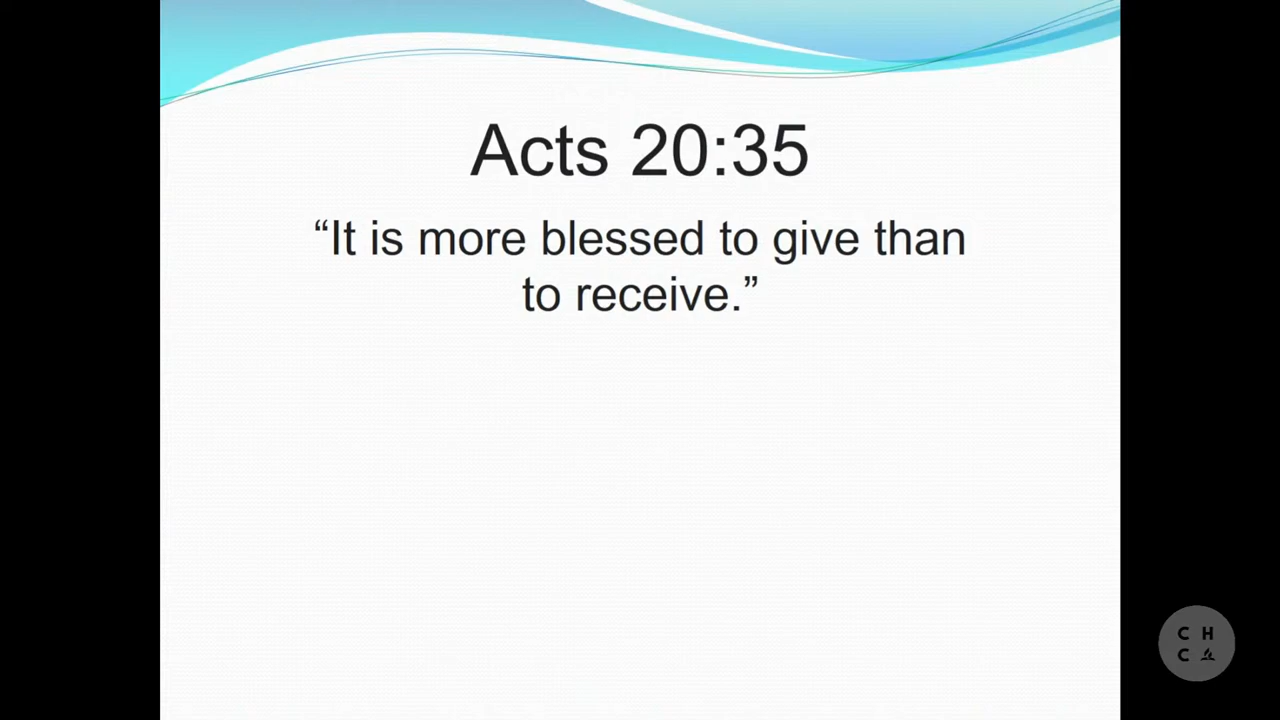 Acts 20:35
“It is more blessed to give than
to receive.”
C H
C